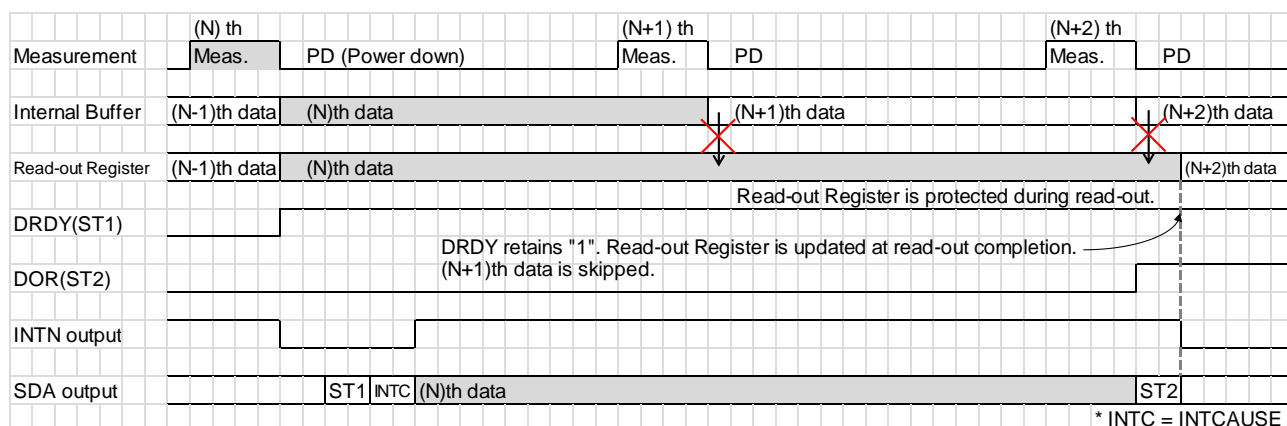 (N) th (N+1) th (N+2) th
Measurement Meas. PD (Power down) Meas. PD Meas. PD
Internal Buffer (N-1)th data (N)th data (N+1)th data (N+2)th data
Read-out Register (N-1)th data (N)th data (N+2)th data
Read-out Register is protected during read-out.
DRDY(ST1)
DRDY retains "1". Read-out Register is updated at read-out completion.
(N+1)th data is skipped.
DOR(ST2)
INTN output
SDA output ST1 INTC (N)th data ST2
* INTC = INTCAUSE